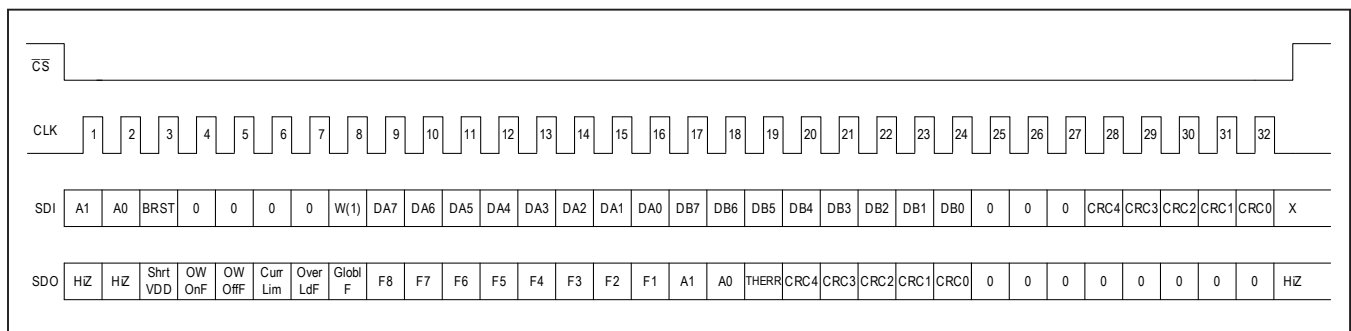 CS
CLK 1 2 3 4 5 6 7 8 9 10 11 12 13 14 15 16 17 18 19 20 21 22 23 24 25 26 27 28 29 30 31 32
SDI A1 A0 BRST 0 0 0 0 W(1) DA7 DA6 DA5 DA4 DA3 DA2 DA1 DA0 DB7 DB6 DB5 DB4 DB3 DB2 DB1 DB0 0 0 0 CRC4 CRC3 CRC2 CRC1 CRC0 X
SDO HiZ HiZ Shrt VDD OW OnF OW OffF Curr Lim Over LdF Globl F F8 F7 F6 F5 F4 F3 F2 F1 A1 A0 THERR CRC4 CRC3 CRC2 CRC1 CRC0 0 0 0 0 0 0 0 0 HiZ